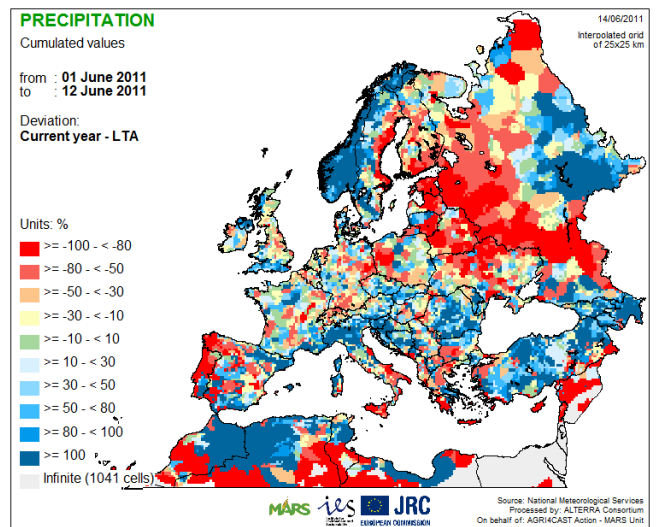 PRECIPITATION
Cumulated values
from : 01 June 2011
to : 12 June 2011
Deviation:
Current year - LTA
14/06/2011
Interpolated grid
of 25x25 km
Units: %
>= -100 - < -80
>= -80 - < -50
>= -50 - < -30
>= -30 - < -10
>= -10 - < 10
>= 10 - < 30
>= 30 - < 50
>= 50 - < 80
>= 80 - < 100
>= 100
Infinite (1041 cells)
MARS ies JRC
EUROPEAN COMMISSION
Source: National Meteorological Services
Processed by: ALTERRA Consortium
On behalf of: AGRI4CAST Action - MARS Unit